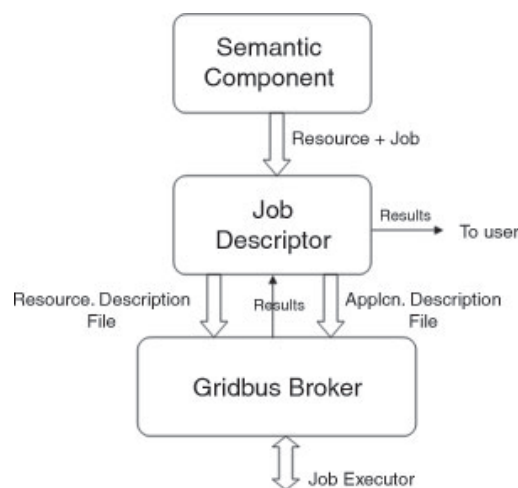 Semantic
Component
Resource + Job
Job
Descriptor
Results
To user
Resource. Description
File
Results
Applcn. Description
File
Gridbus Broker
Job Executor